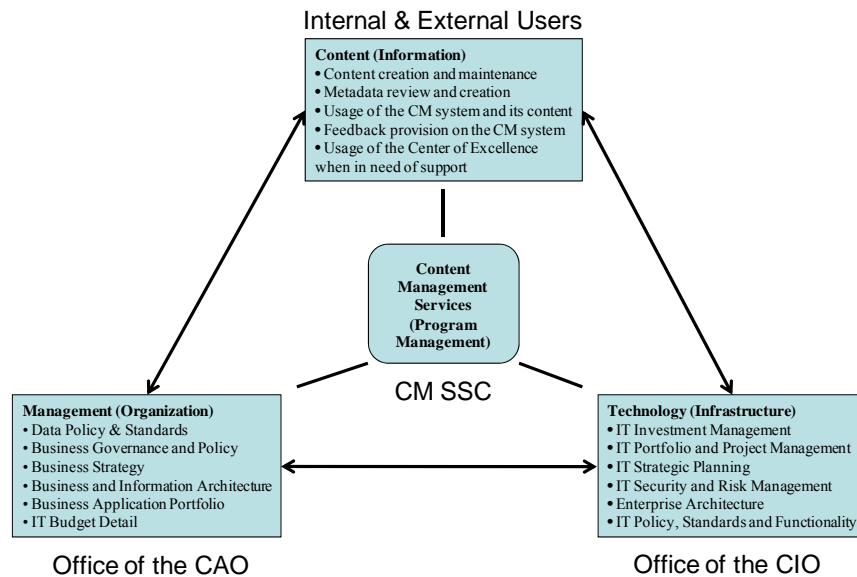 Internal & External Users
Content (Information)
• Content creation and maintenance
• Metadata review and creation
• Usage of the CM system and its content
• Feedback provision on the CM system
• Usage of the Center of Excellence
when in need of support
Content
Management
Services
(Program
Management)
CM SSC
Management (Organization)
• Data Policy & Standards
• Business Governance and Policy
• Business Strategy
• Business and Information Architecture
• Business Application Portfolio
• IT Budget Detail
Office of the CAO
Technology (Infrastructure)
• IT Investment Management
• IT Portfolio and Project Management
• IT Strategic Planning
• IT Security and Risk Management
• Enterprise Architecture
• IT Policy, Standards and Functionality
Office of the CIO